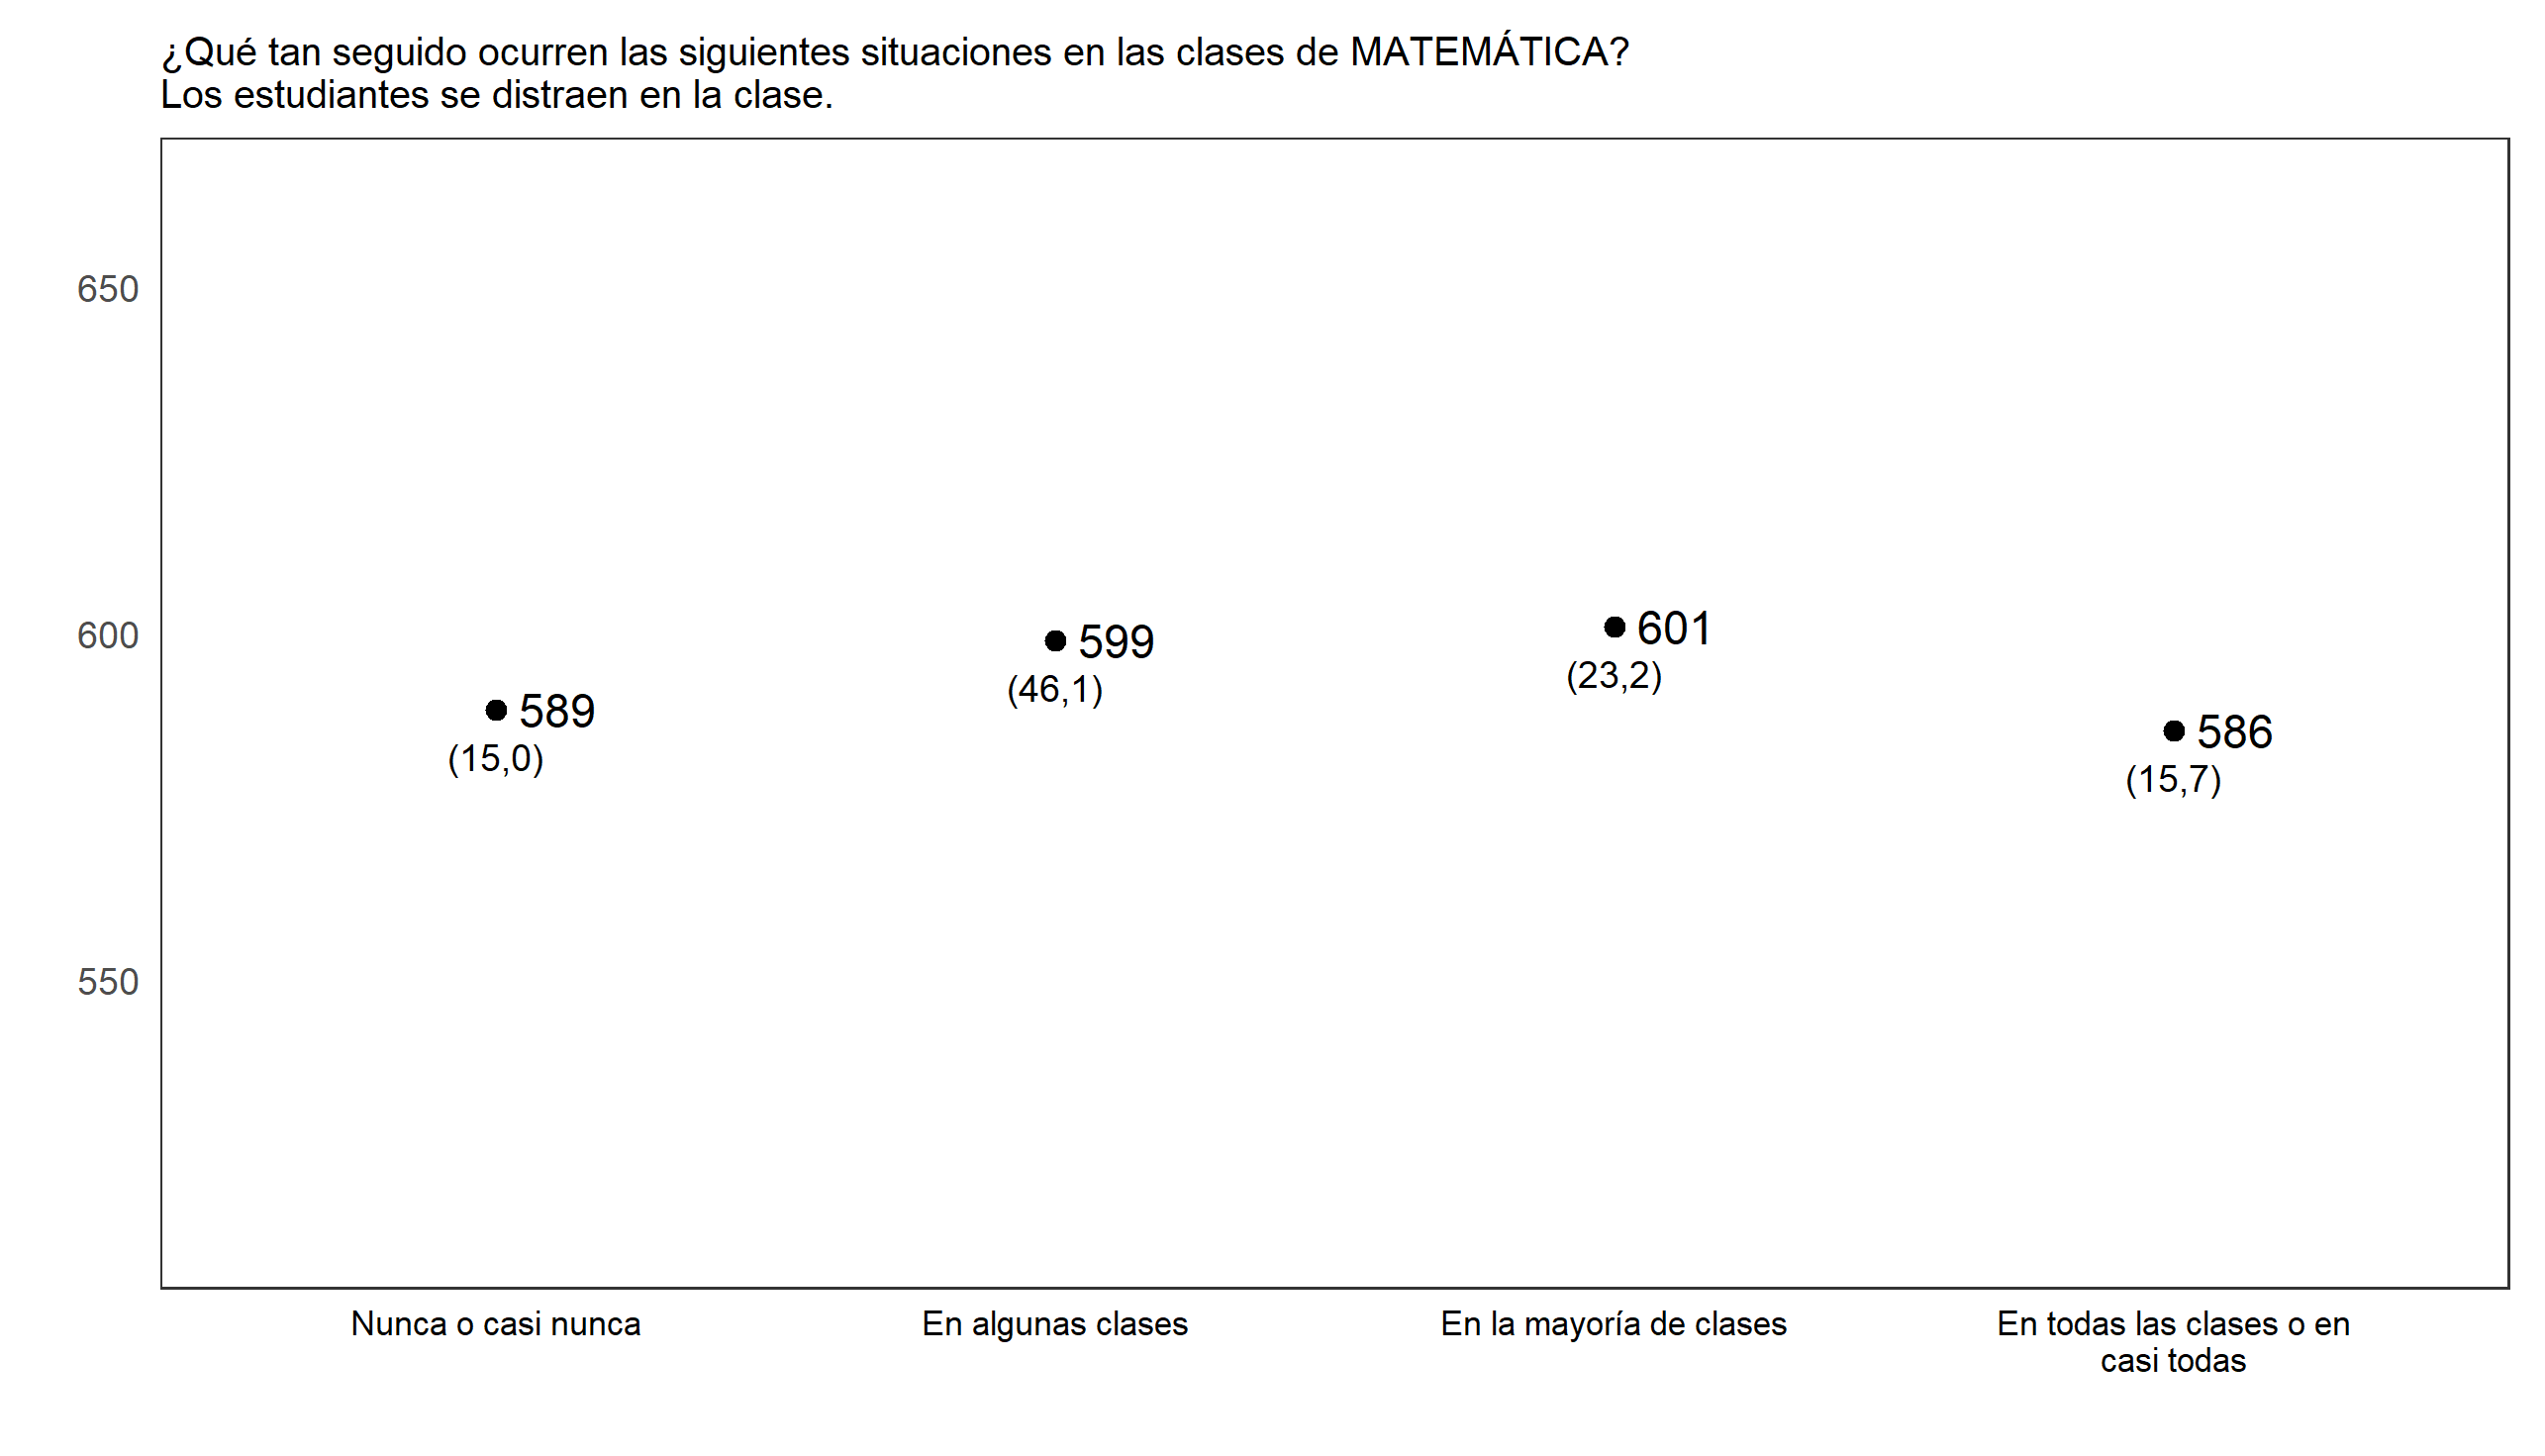 ¿Qué tan seguido ocurren las siguientes situaciones en las clases de MATEMÁTICA?
Los estudiantes se distraen en la clase.
650
600
550
589
(15,0)
599
(46,1)
601
(23,2)
586
(15,7)
Nunca o casi nunca
En algunas clases
En la mayoría de clases
En todas las clases o en
casi todas